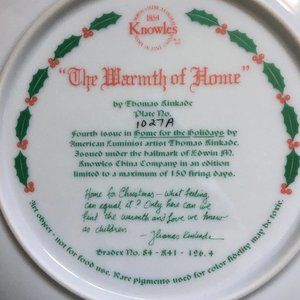 1854
Knowles
"The Warmth of Home"
by Thomas Kinkade
Plate No.
1027A
Fourth issue in Home for the Holidays by
American Luminist artist Thomas Kinkade.
Issued under the hallmark of Edwin M.
Knowles China Company in an edition
limited to a maximum of 150 firing days.
Home for Christmas — what feeling
can equal it? Only here can we
find the warmth and love we knew
as children. - Thomas Kinkade
Bradex No. 84-K41-196.4
Art object - not for food use. Rare pigments used for color fidelity may be toxic.